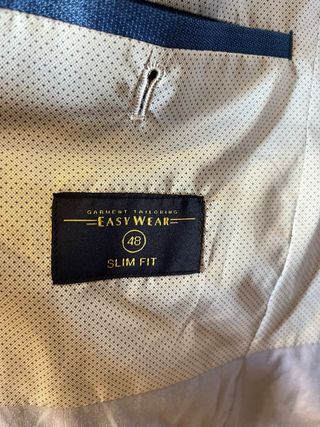 GARMENT TAILORING
EASY WEAR
48
SLIM FIT